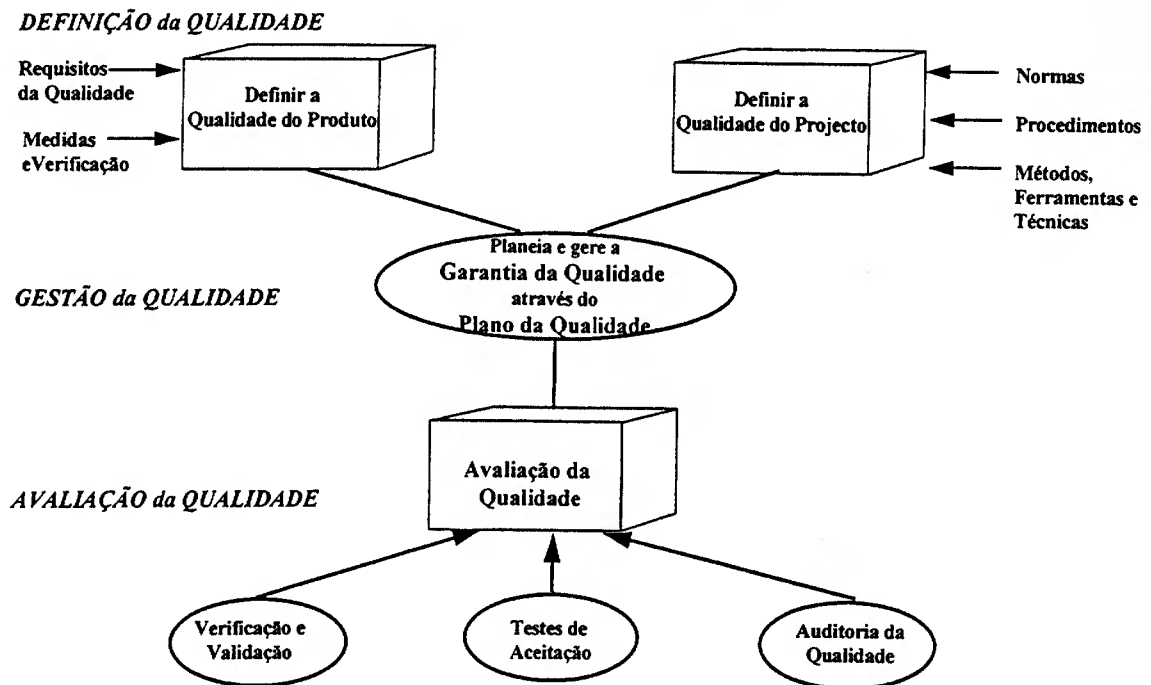 DEFINIÇÃO da QUALIDADE
Requisitos
da Qualidade
Medidas
eVerificação
Definir a
Qualidade do Produto
Definir a
Qualidade do Projecto
Normas
Procedimentos
Métodos,
Ferramentas e
Técnicas
GESTÃO da QUALIDADE
Planeia e gere a
Garantia da Qualidade
através do
Plano da Qualidade
AVALIAÇÃO da QUALIDADE
Avaliação da
Qualidade
Verificação e
Validação
Testes de
Aceitação
Auditoria da
Qualidade